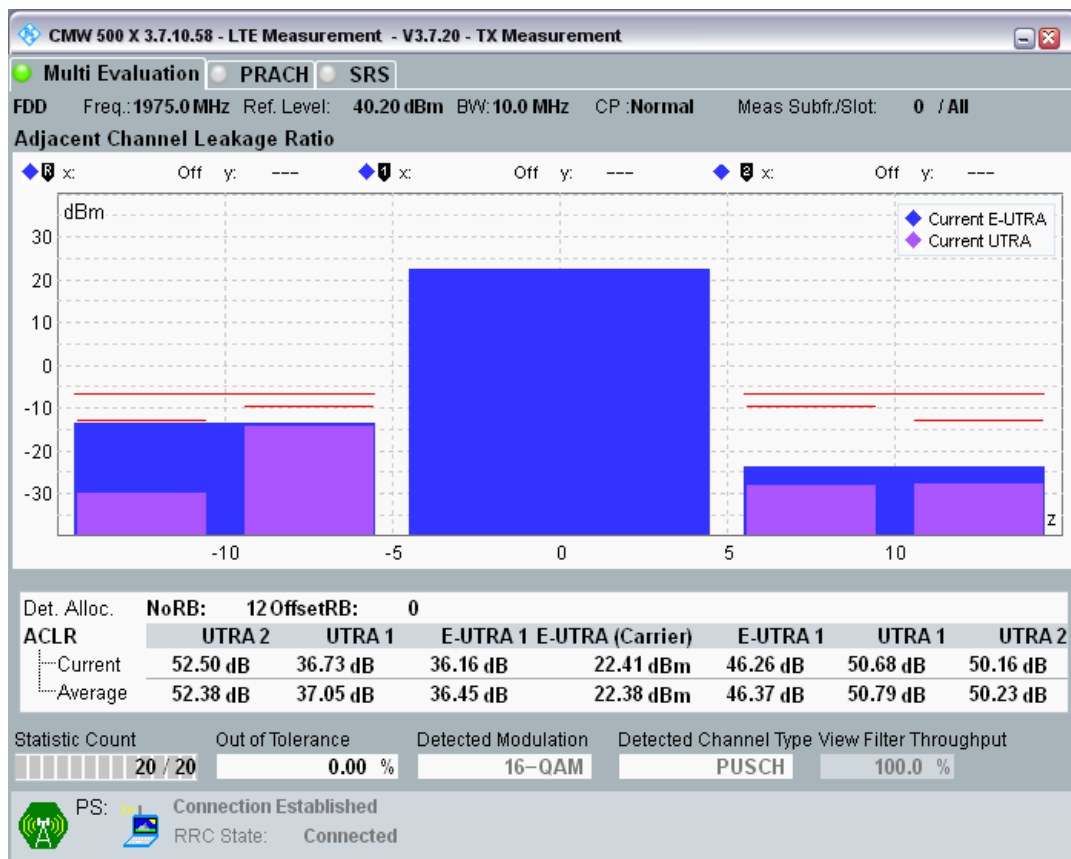 CMW 500 X 3.7.10.58 - LTE Measurement - V3.7.20 - TX Measurement
Multi Evaluation PRACH SRS
FDD Freq.:1975.0 MHz Ref. Level: 40.20 dBm BW:10.0 MHz CP :Normal Meas Subfr./Slot: 0 / All
Adjacent Channel Leakage Ratio
R x: Off y: --- 1 x: Off y: --- 2 x: Off y: ---
dBm
Current E-UTRA
Current UTRA
30
20
10
0
-10
-20
-30
z
-10 -5 0 5 10
Det. Alloc. NoRB: 12 OffsetRB: 0
ACLR UTRA 2 UTRA 1 E-UTRA 1 E-UTRA (Carrier) E-UTRA 1 UTRA 1 UTRA 2
Current 52.50 dB 36.73 dB 36.16 dB 22.41 dBm 46.26 dB 50.68 dB 50.16 dB
Average 52.38 dB 37.05 dB 36.45 dB 22.38 dBm 46.37 dB 50.79 dB 50.23 dB
Statistic Count Out of Tolerance Detected Modulation Detected Channel Type View Filter Throughput
20 / 20 0.00 % 16-QAM PUSCH 100.0 %
PS: Connection Established
RRC State: Connected